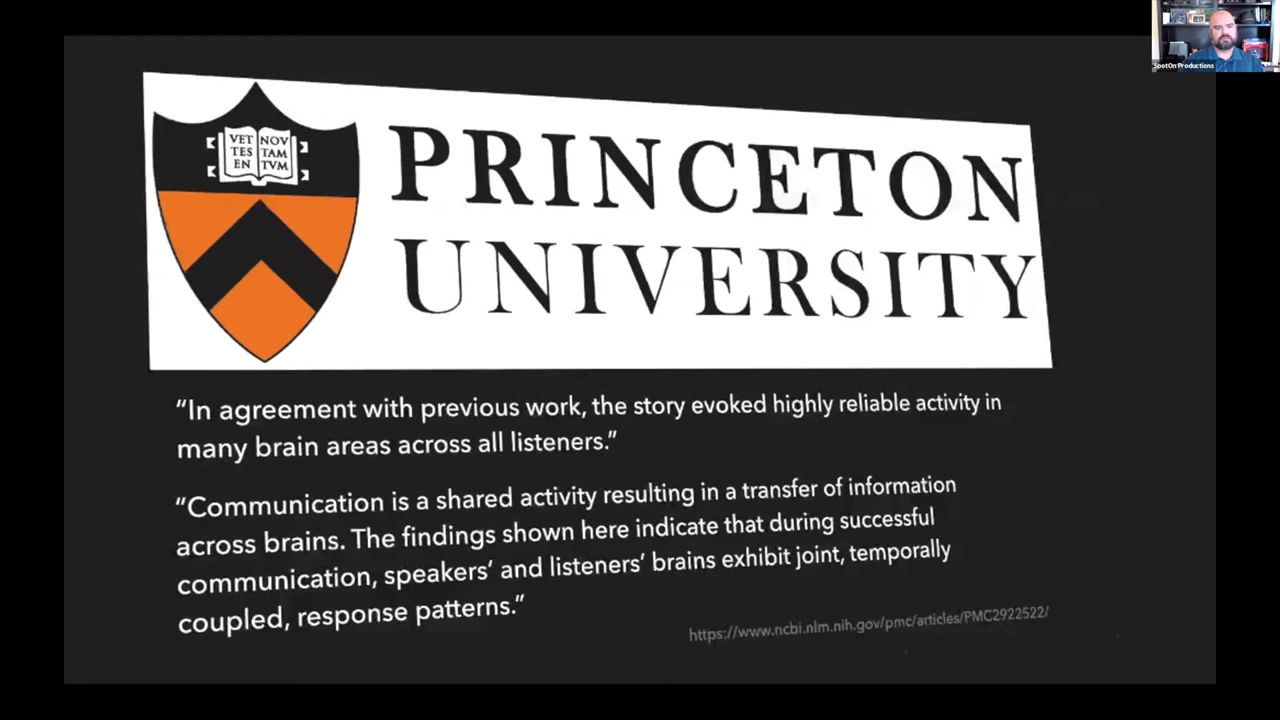 SpotOn Productions
VET NOV
TES TAM
EN TVM
PRINCETON
UNIVERSITY
“In agreement with previous work, the story evoked highly reliable activity in
many brain areas across all listeners.”
“Communication is a shared activity resulting in a transfer of information
across brains. The findings shown here indicate that during successful
communication, speakers’ and listeners’ brains exhibit joint, temporally
coupled, response patterns.”
https://www.ncbi.nlm.nih.gov/pmc/articles/PMC2922522/